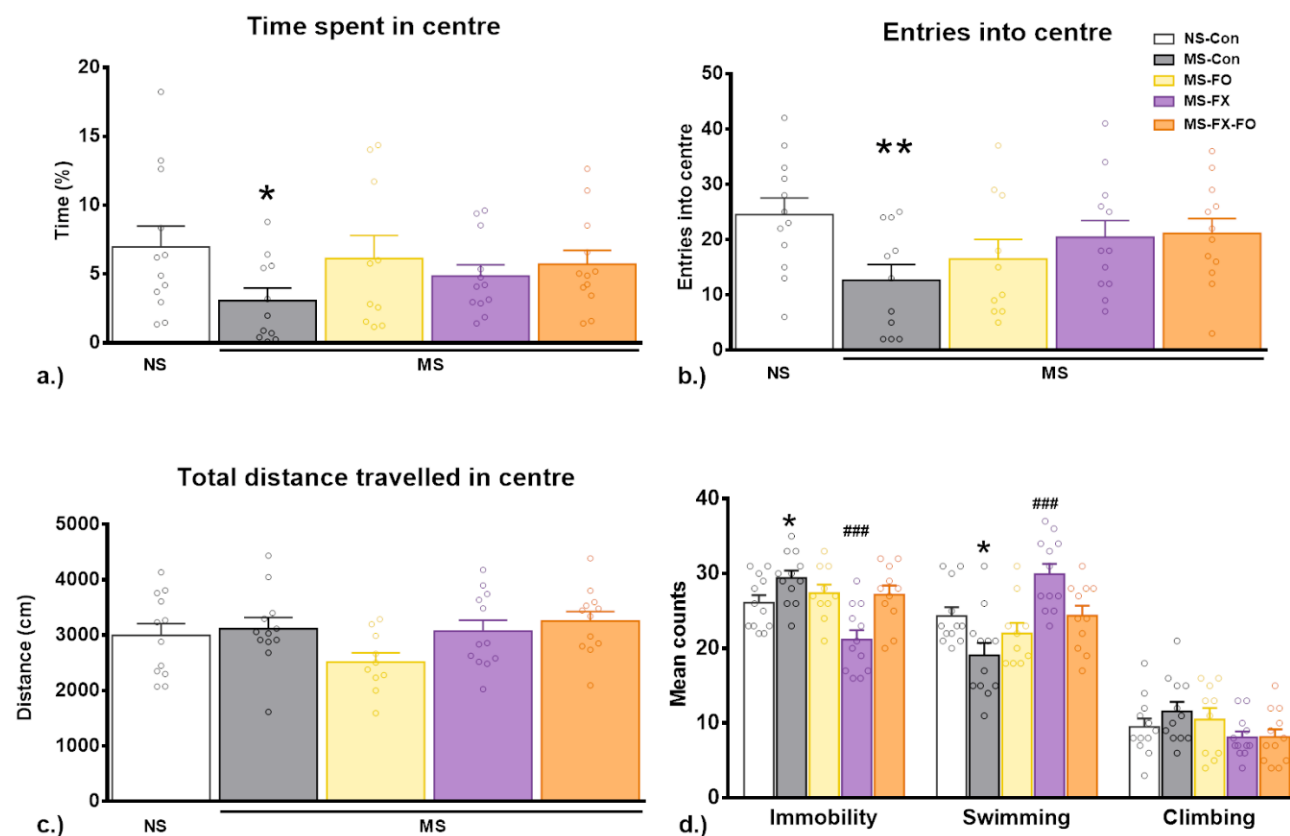 Time spent in centre
Time (%)
20
15
10
5
0
*
NS
MS
a.)
Entries into centre
Entries into centre
50
40
30
20
10
0
**
NS-Con
MS-Con
MS-FO
MS-FX
MS-FX-FO
NS
MS
b.)
Total distance travelled in centre
Distance (cm)
5000
4000
3000
2000
1000
0
NS
MS
c.)
Mean counts
40
30
20
10
0
*
###
*
###
Immobility
Swimming
Climbing
d.)